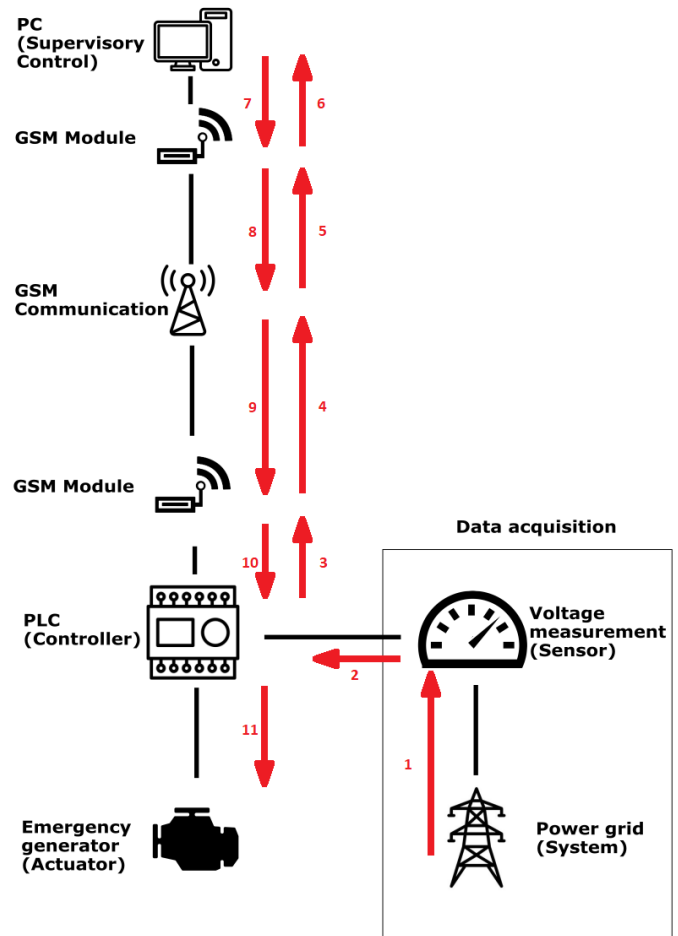 PC
(Supervisory
Control)
7
6
GSM Module
8
5
GSM
Communication
9
4
GSM Module
Data acquisition
10
3
PLC
(Controller)
Voltage
measurement
(Sensor)
2
11
1
Emergency
generator
(Actuator)
Power grid
(System)